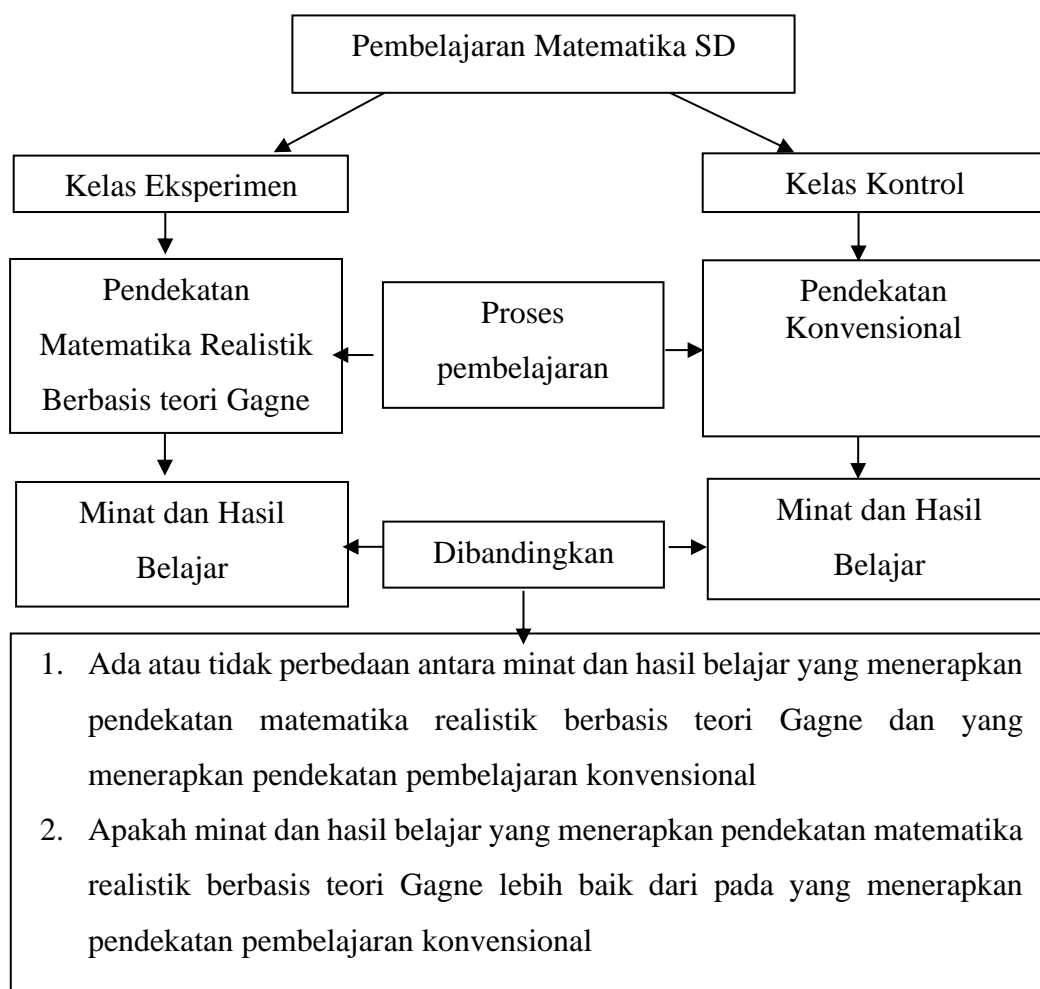 Pembelajaran Matematika SD
Kelas Eksperimen
Kelas Kontrol
Pendekatan
Matematika Realistik
Berbasis teori Gagne
Proses
pembelajaran
Pendekatan
Konvensional
Minat dan Hasil
Belajar
Dibandingkan
Minat dan Hasil
Belajar
1. Ada atau tidak perbedaan antara minat dan hasil belajar yang menerapkan
pendekatan matematika realistik berbasis teori Gagne dan yang
menerapkan pendekatan pembelajaran konvensional
2. Apakah minat dan hasil belajar yang menerapkan pendekatan matematika
realistik berbasis teori Gagne lebih baik dari pada yang menerapkan
pendekatan pembelajaran konvensional